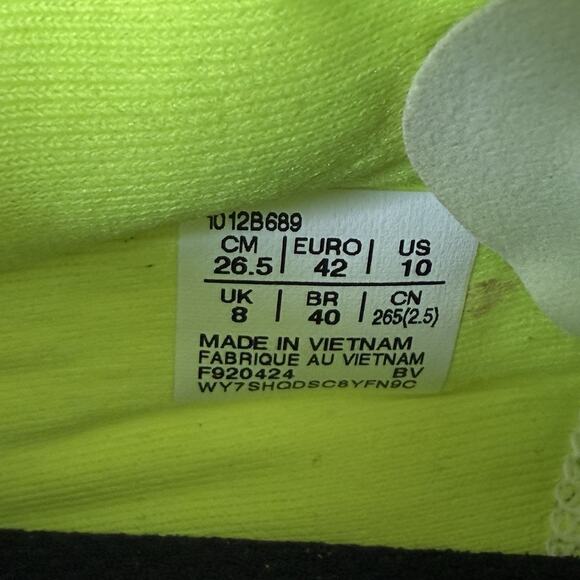 1012B689
CM | EURO | US
26.5 | 42 | 10
UK | BR | CN
8 | 40 | 265(2.5)
MADE IN VIETNAM
FABRIQUE AU VIETNAM
F920424 BV
WY7SHQDSC8YFN9C